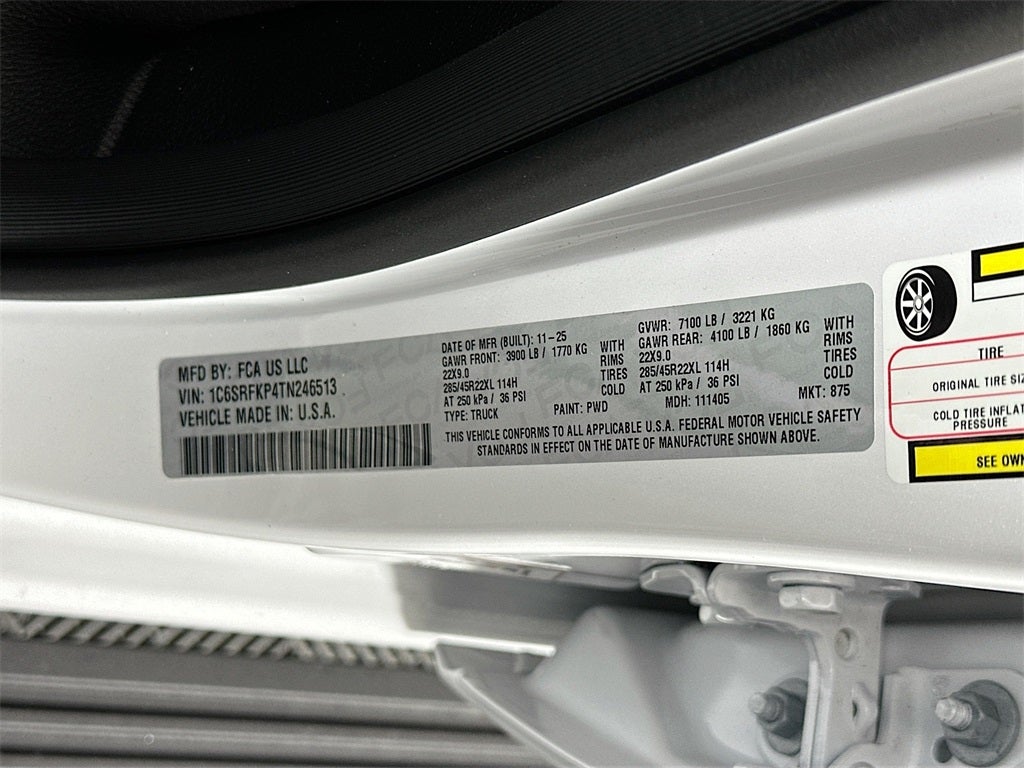 MFD BY: FCA US LLC
VIN: 1C6SRFKP4TN246513
VEHICLE MADE IN: U.S.A.
DATE OF MFR (BUILT): 11-25
GAWR FRONT: 3900 LB / 1770 KG WITH
22X9.0 RIMS
285/45R22XL 114H TIRES
AT 250 kPa / 36 PSI COLD
TYPE: TRUCK
PAINT: PWD
GVWR: 7100 LB / 3221 KG
GAWR REAR: 4100 LB / 1860 KG WITH
22X9.0 RIMS
285/45R22XL 114H TIRES
AT 250 kPa / 36 PSI COLD
MDH: 111405 MKT: 875
THIS VEHICLE CONFORMS TO ALL APPLICABLE U.S.A. FEDERAL MOTOR VEHICLE SAFETY
STANDARDS IN EFFECT ON THE DATE OF MANUFACTURE SHOWN ABOVE.
TIRE
ORIGINAL TIRE SIZ
COLD TIRE INFLAT
PRESSURE
SEE OWN